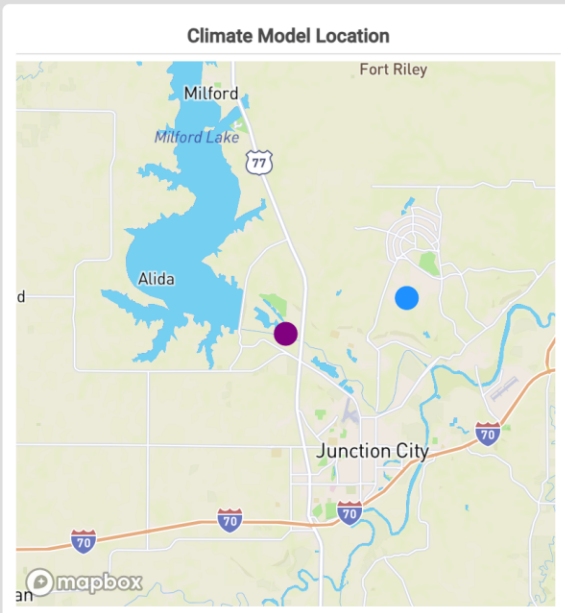 Climate Model Location
Fort Riley
Milford
Milford Lake
77
Alida
d
70
Junction City
70
70
70
an
mapbox